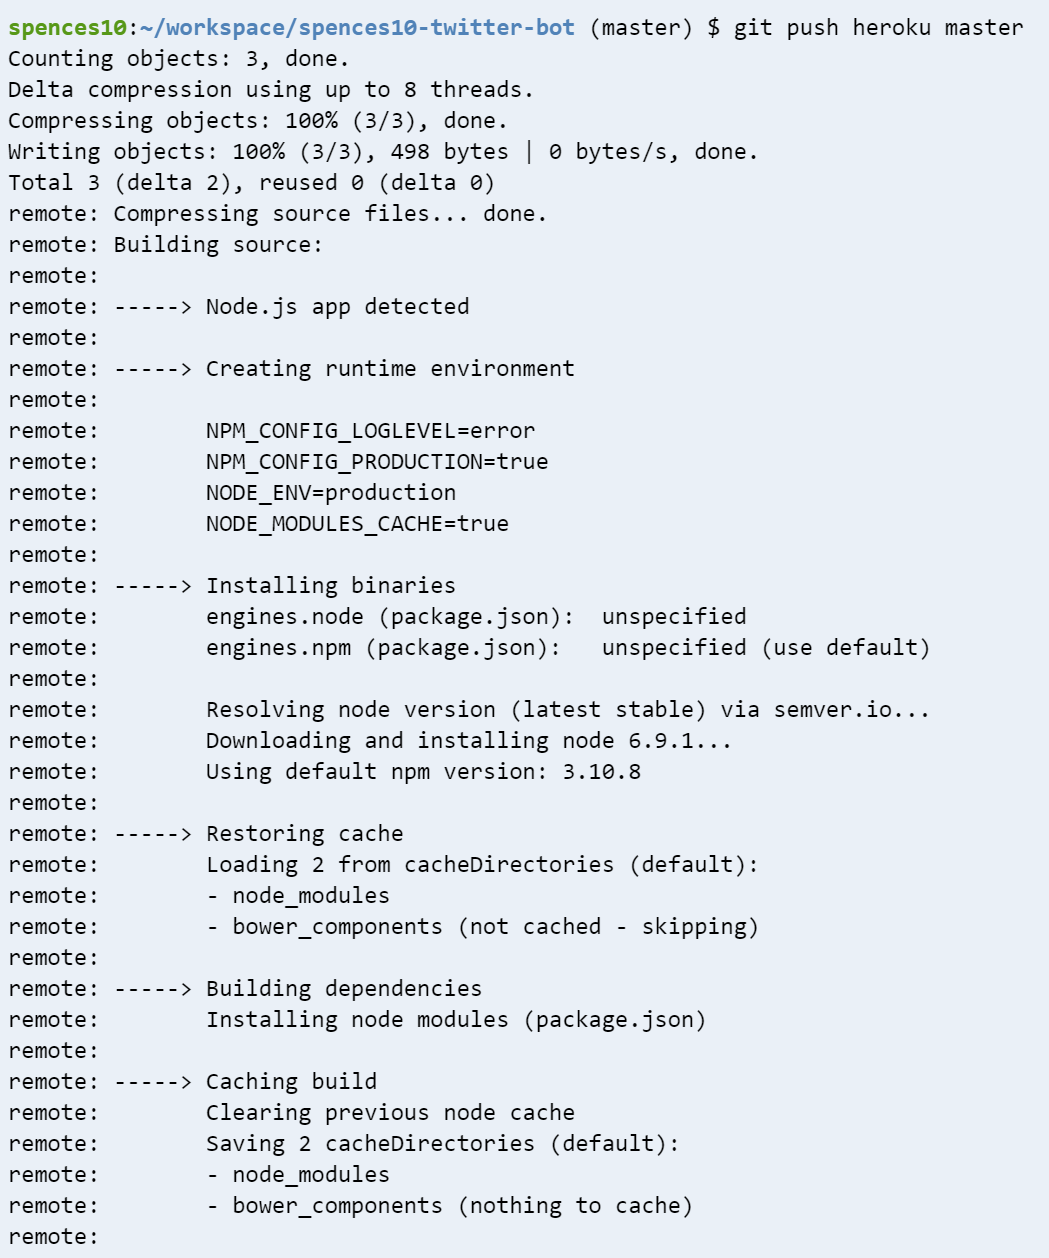 spences10:~/workspace/spences10-twitter-bot (master) $ git push heroku master
Counting objects: 3, done.
Delta compression using up to 8 threads.
Compressing objects: 100% (3/3), done.
Writing objects: 100% (3/3), 498 bytes | 0 bytes/s, done.
Total 3 (delta 2), reused 0 (delta 0)
remote: Compressing source files... done.
remote: Building source:
remote:
remote: -----> Node.js app detected
remote:
remote: -----> Creating runtime environment
remote:
remote:        NPM_CONFIG_LOGLEVEL=error
remote:        NPM_CONFIG_PRODUCTION=true
remote:        NODE_ENV=production
remote:        NODE_MODULES_CACHE=true
remote:
remote: -----> Installing binaries
remote:        engines.node (package.json):  unspecified
remote:        engines.npm (package.json):   unspecified (use default)
remote:
remote:        Resolving node version (latest stable) via semver.io...
remote:        Downloading and installing node 6.9.1...
remote:        Using default npm version: 3.10.8
remote:
remote: -----> Restoring cache
remote:        Loading 2 from cacheDirectories (default):
remote:        - node_modules
remote:        - bower_components (not cached - skipping)
remote:
remote: -----> Building dependencies
remote:        Installing node modules (package.json)
remote:
remote: -----> Caching build
remote:        Clearing previous node cache
remote:        Saving 2 cacheDirectories (default):
remote:        - node_modules
remote:        - bower_components (nothing to cache)
remote: